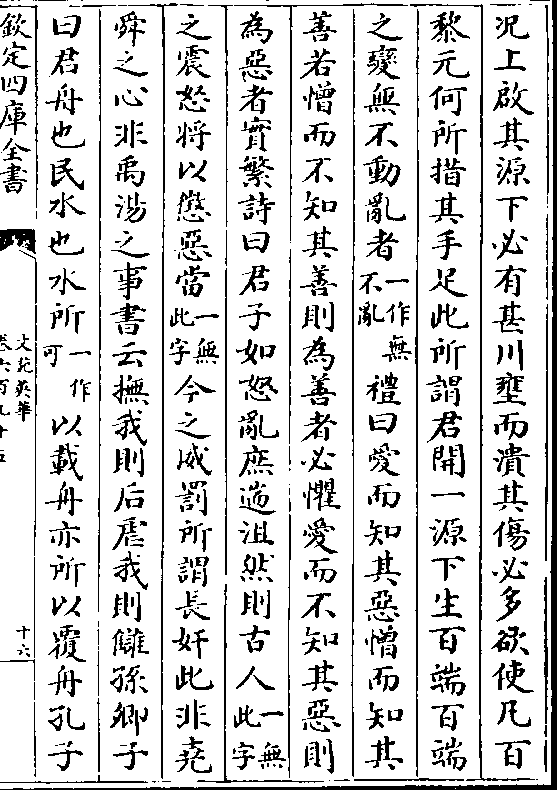 况上啟其源下必有甚川壅而潰其傷必多欲使凡百
黎元何所措其手足此所謂君開一源下生百端百端
之變無不動亂者一作無不亂禮曰愛而知其惡憎而知其
善若憎而不知其善則為善者必懼愛而不知其惡則
為惡者實繁詩曰君子如怒亂庶遄沮然則古人一無此字
之震怒將以懲惡當一無此字今之威罰所謂長奸此非堯
舜之心非禹湯之事書云撫我則后虐我則讎孫卿子
曰君舟也民水也水所一作可以載舟亦所以覆舟孔子
欽定四庫全書
文苑英華
卷六百九十五
十六